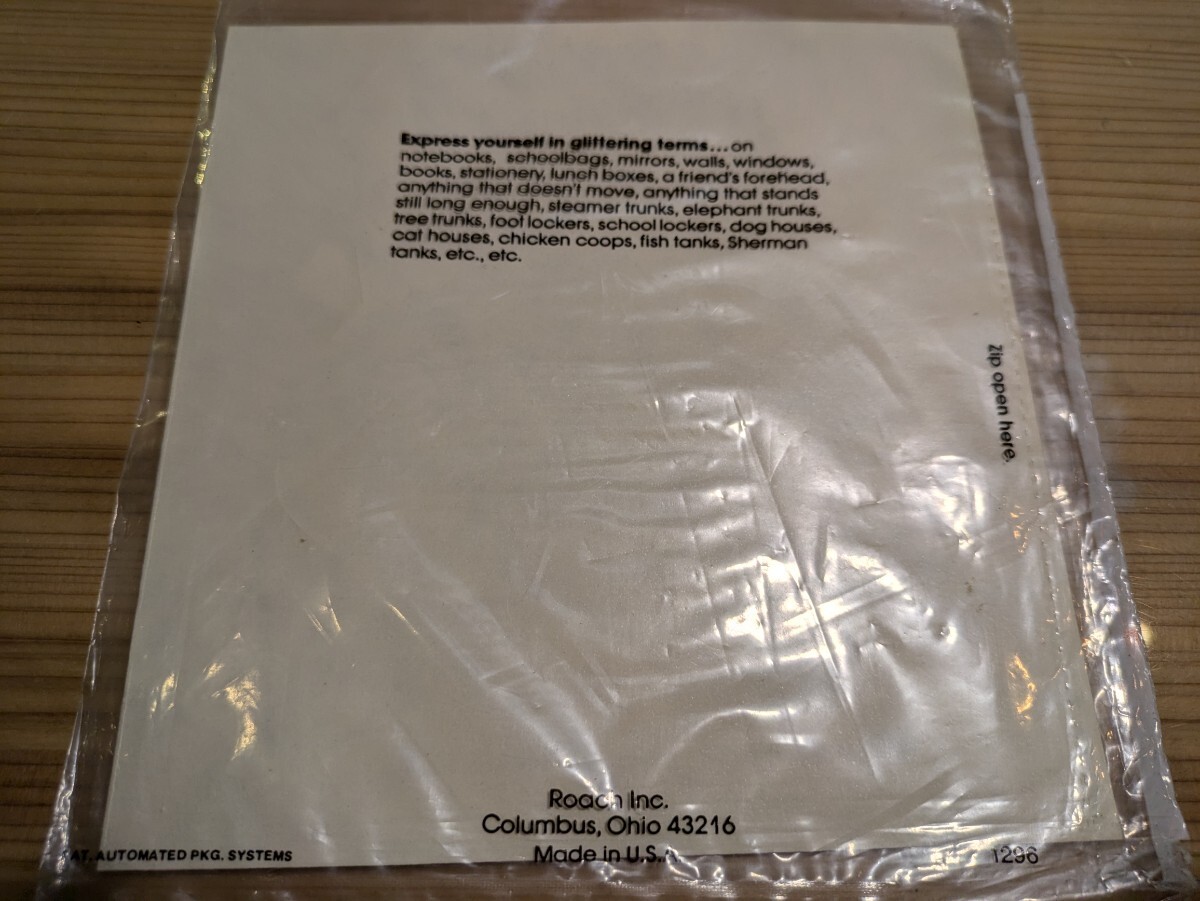 Express yourself in glittering terms...on
notebooks, schoolbags, mirrors, walls, windows,
books, stationery, lunch boxes, a friend's forehead,
anything that doesn't move, anything that stands
still long enough, steamer trunks, elephant trunks,
tree trunks, foot lockers, school lockers, dog houses,
cat houses, chicken coops, fish tanks, Sherman
tanks, etc., etc.
Zip open here.
Roach Inc.
Columbus, Ohio 43216
Made in U.S.A.
AUTOMATED PKG. SYSTEMS
1296